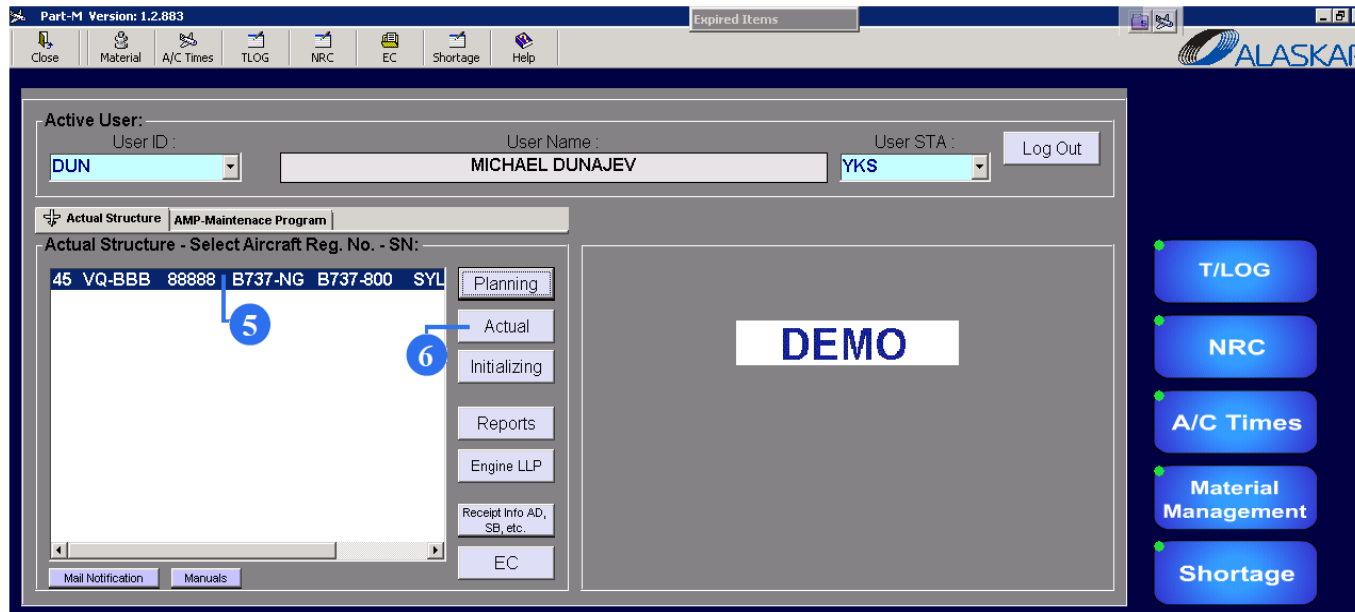 Part-M Version: 1.2.883
Expired Items
Close Material A/C Times TLOG NRC EC Shortage Help
Active User:
User ID : User Name : User STA :
DUN MICHAEL DUNAJEV YKS Log Out
Actual Structure AMP-Maintenace Program
Actual Structure - Select Aircraft Reg. No. - SN:
45 VQ-BBB 88888 B737-NG B737-800 SYL
Planning
5
Actual
6
Initializing
Reports
Engine LLP
Receipt Info AD,
SB, etc.
EC
Mail Notification Manuals
DEMO
T/LOG
NRC
A/C Times
Material
Management
Shortage